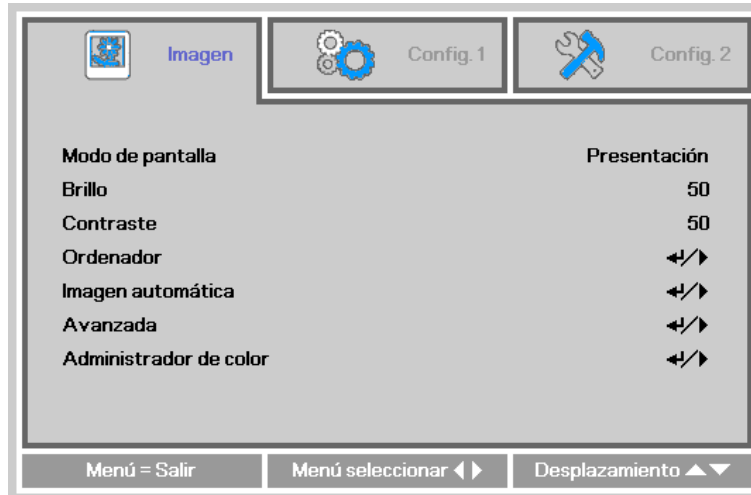 Imagen
Config. 1
Config. 2
Modo de pantalla Presentación
Brillo 50
Contraste 50
Ordenador ↵/▶
Imagen automática ↵/▶
Avanzada ↵/▶
Administrador de color ↵/▶
Menú = Salir
Menú seleccionar ◀▶
Desplazamiento ▲▼